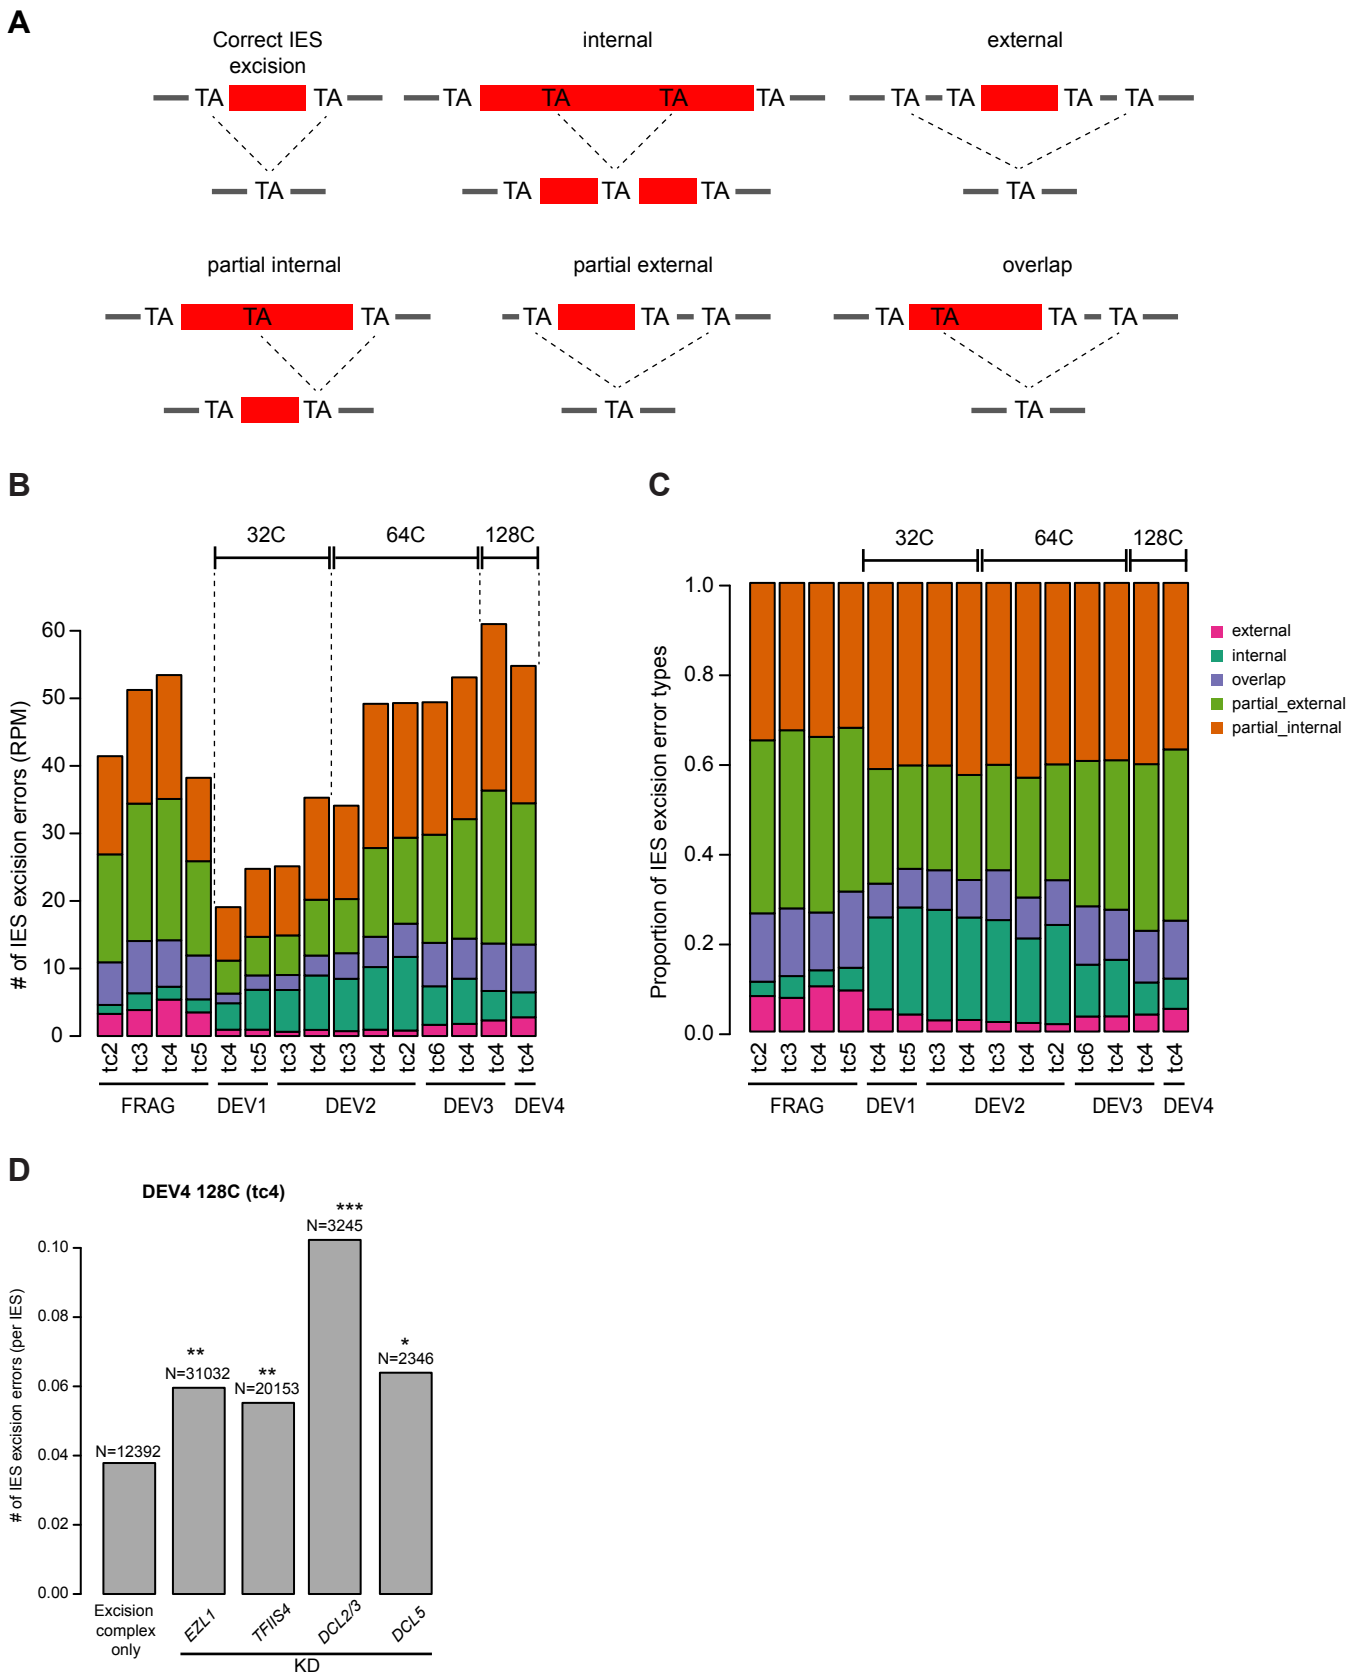 A
Correct IES
excision
internal
external
TA TA
TA TA TA TA
TA TA TA TA
TA
TA TA TA
TA
partial internal
partial external
overlap
TA TA TA
TA TA TA
TA TA TA TA
TA TA
TA
TA
B
32C 64C 128C
# of IES excision errors (RPM)
60
50
40
30
20
10
0
tc2 tc3 tc4 tc5 tc4 tc5 tc3 tc4 tc3 tc4 tc2 tc6 tc4 tc4 tc4
FRAG DEV1 DEV2 DEV3 DEV4
C
32C 64C 128C
Proportion of IES excision error types
1.0
0.8
0.6
0.4
0.2
0.0
tc2 tc3 tc4 tc5 tc4 tc5 tc3 tc4 tc3 tc4 tc2 tc6 tc4 tc4 tc4
FRAG DEV1 DEV2 DEV3 DEV4
external
internal
overlap
partial_external
partial_internal
D
DEV4 128C (tc4)
# of IES excision errors (per IES)
0.10
0.08
0.06
0.04
0.02
0.00
N=12392
**
N=31032
**
N=20153
***
N=3245
*
N=2346
Excision
complex
only
EZL1
TFIIS4
DCL2/3
DCL5
KD